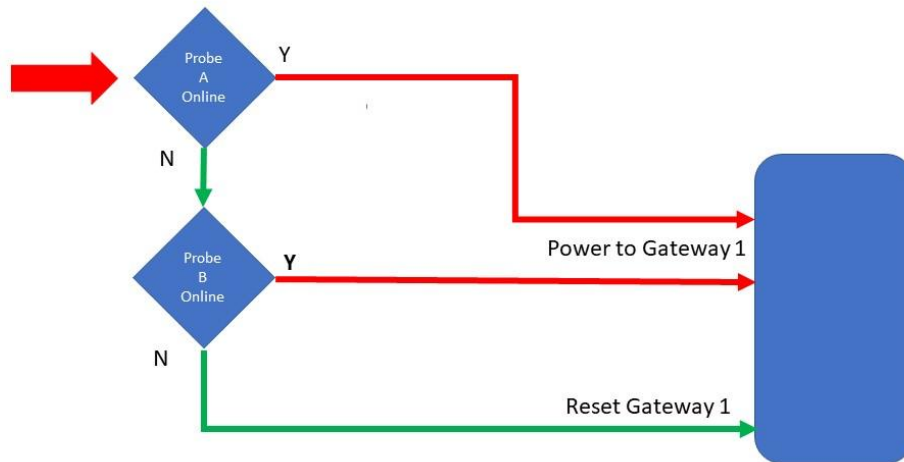 Probe
A
Online
Y
N
Power to Gateway 1
Probe
B
Online
Y
N
Reset Gateway 1